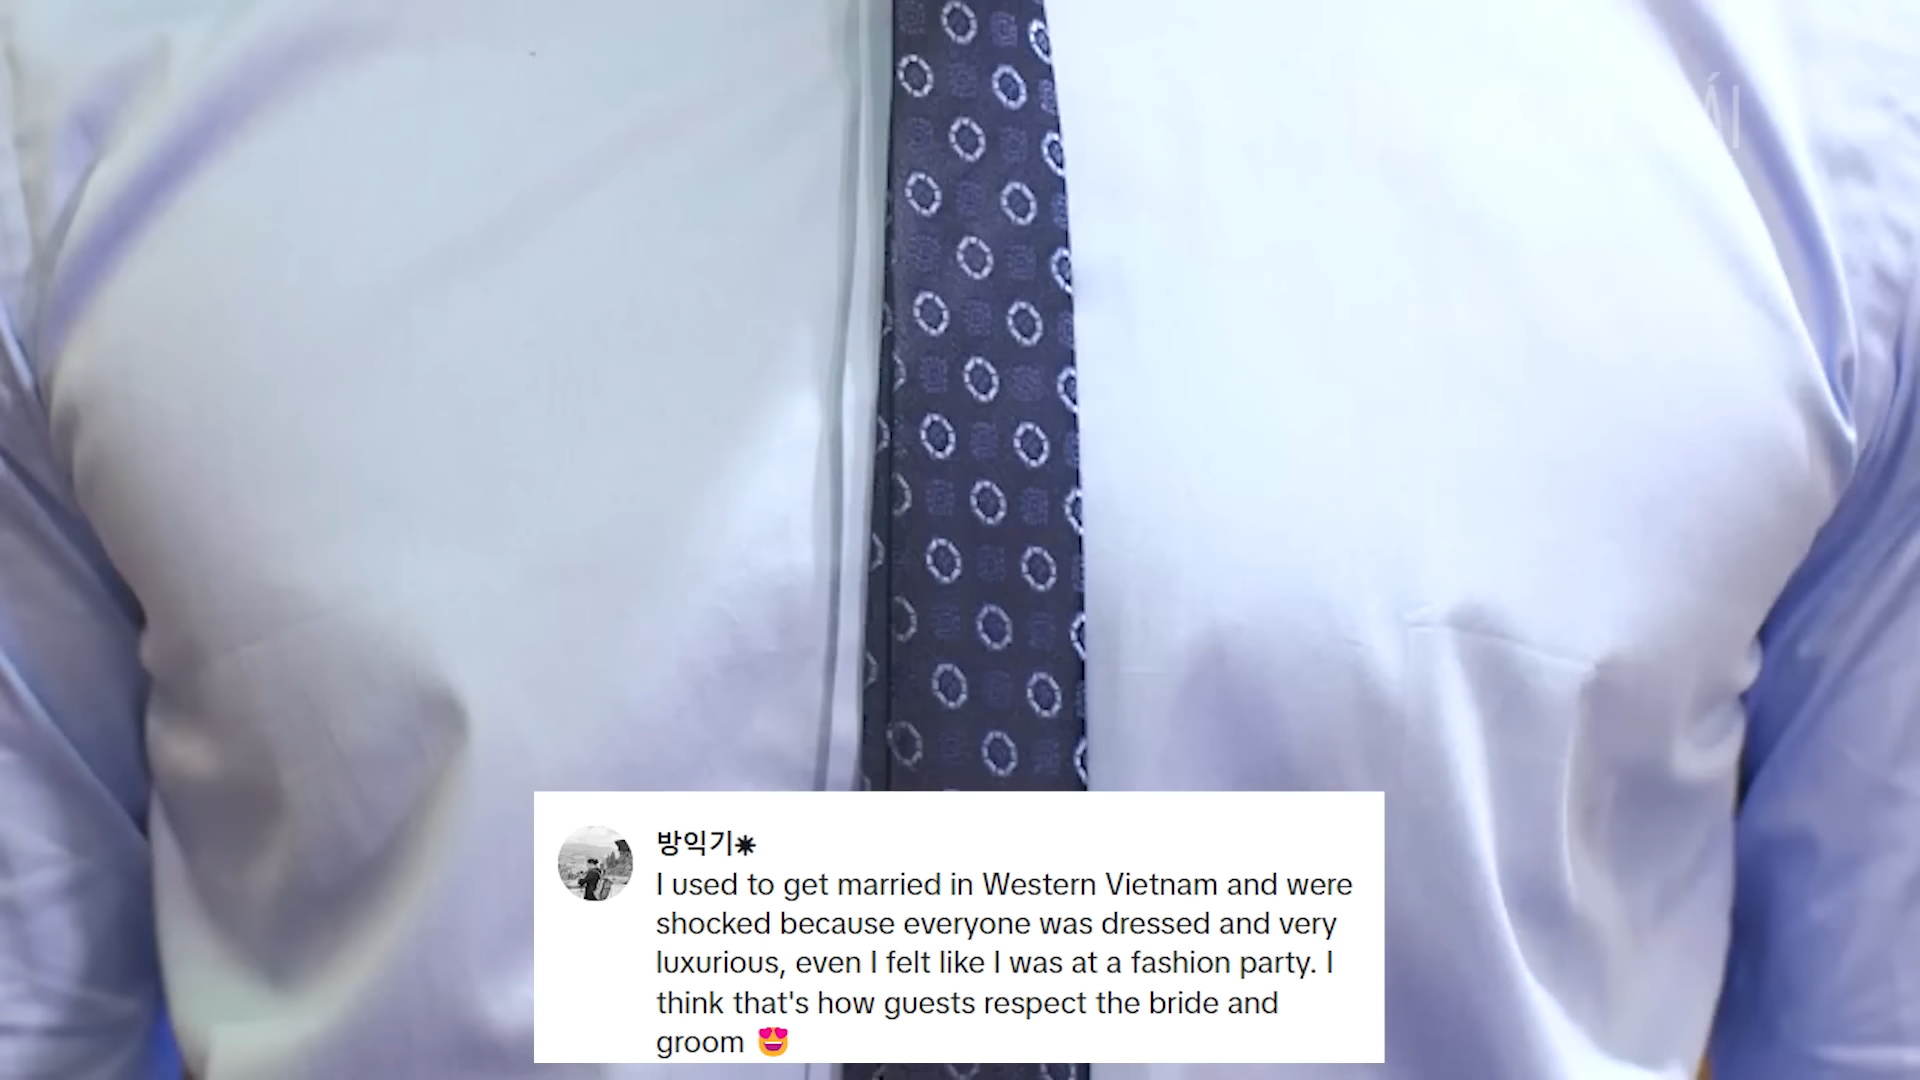 방익기✷
I used to get married in Western Vietnam and were
shocked because everyone was dressed and very
luxurious, even I felt like I was at a fashion party. I
think that's how guests respect the bride and
groom 😍